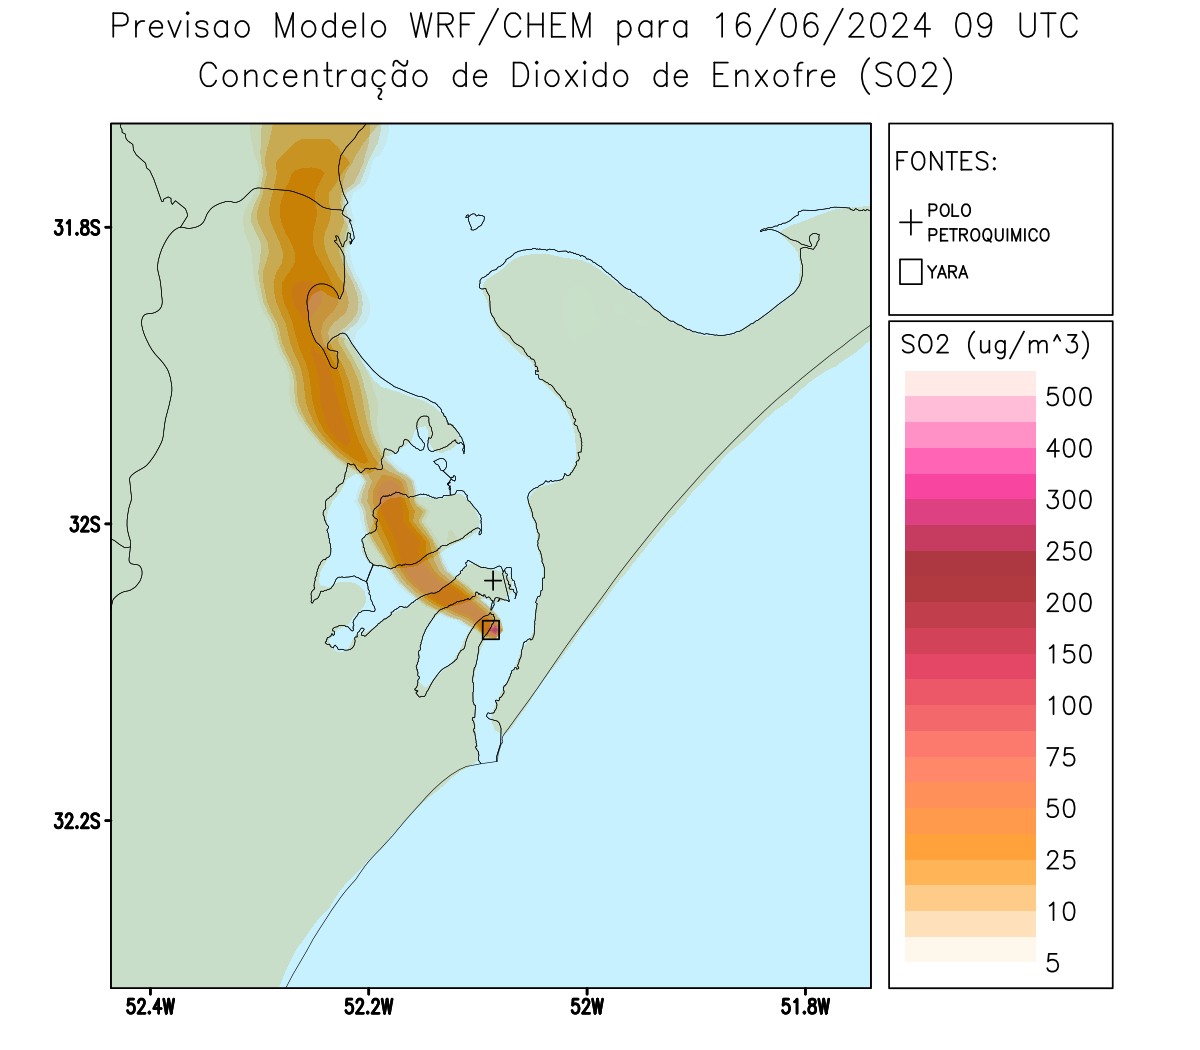 Previsao Modelo WRF/CHEM para 16/06/2024 09 UTC
Concentração de Dioxido de Enxofre (SO2)
FONTES:
POLO
PETROQUIMICO
YARA
SO2 (ug/m^3)
500
400
300
250
200
150
100
75
50
25
10
5
31.8S
32S
32.2S
52.4W
52.2W
52W
51.8W